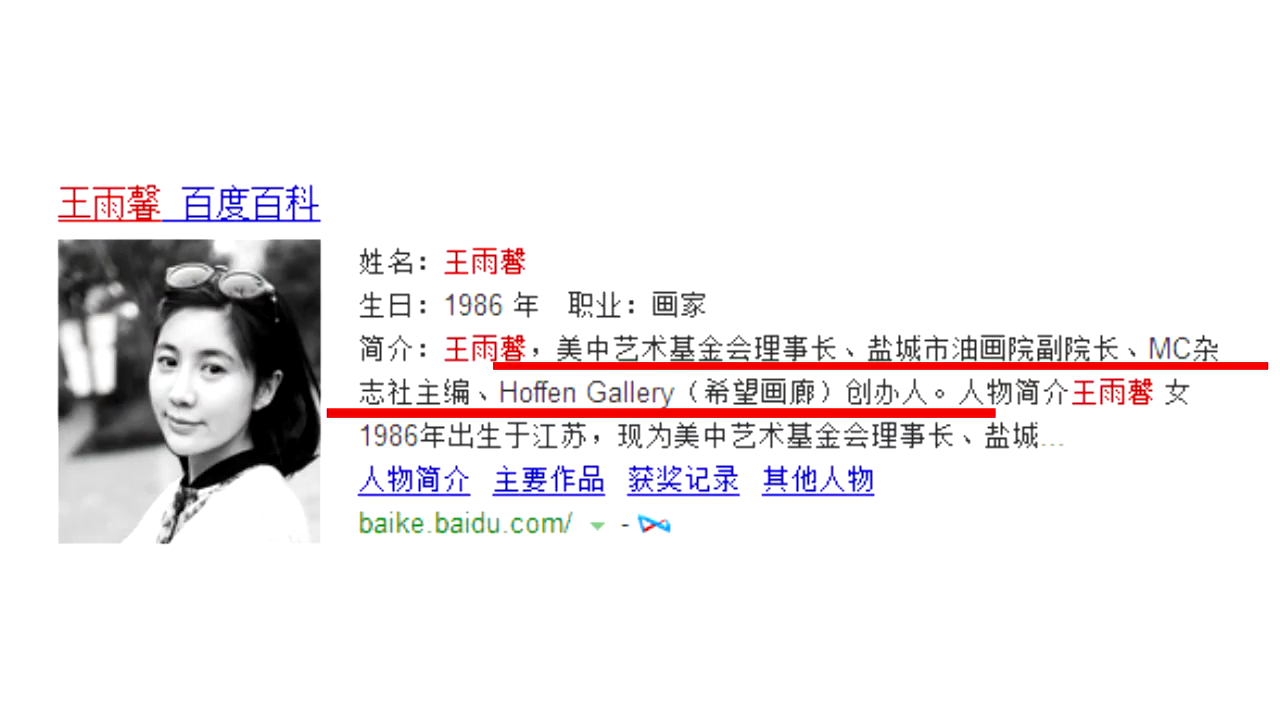 王雨馨 百度百科
姓名：王雨馨
生日：1986 年 职业：画家
简介：王雨馨，美中艺术基金会理事长、盐城市油画院副院长、MC杂
志社主编、Hoffen Gallery（希望画廊）创办人。人物简介王雨馨 女
1986年出生于江苏，现为美中艺术基金会理事长、盐城...
人物简介 主要作品 获奖记录 其他人物
baike.baidu.com/ -